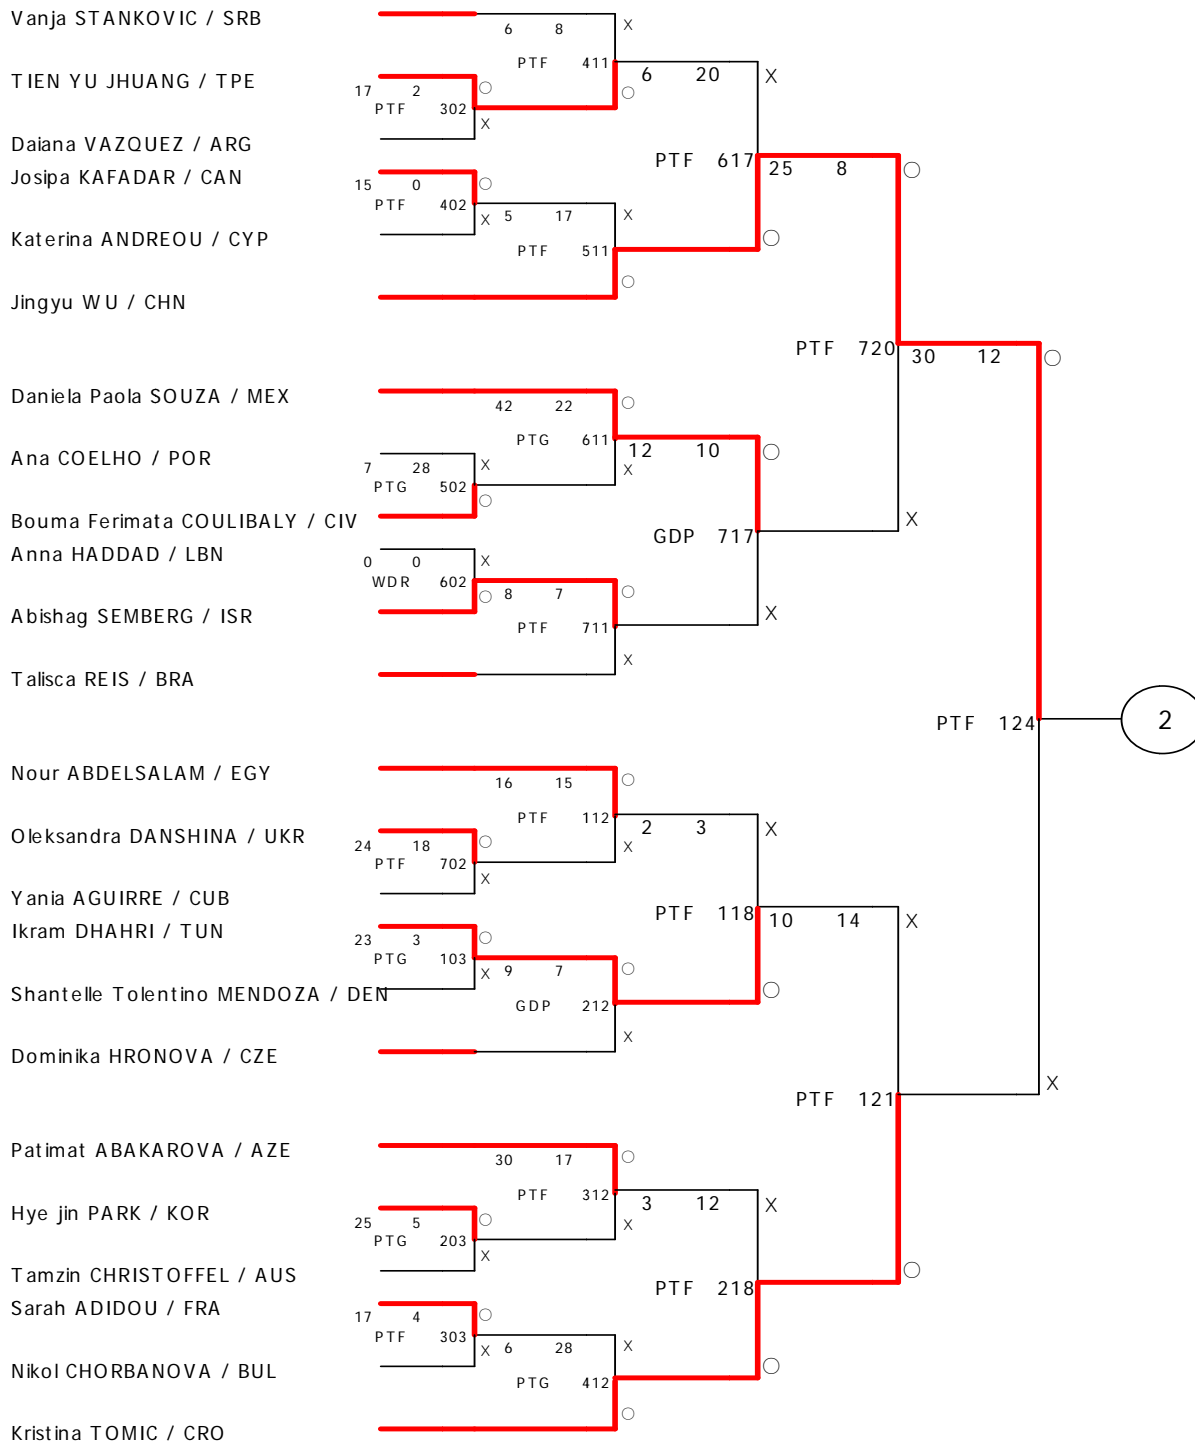 Vanja STANKOVIC / SRB
6 8 X
PTF 411
6 20 X
TIEN YU JHUANG / TPE
17 2 ○
PTF 302
X ○
Daiana VAZQUEZ / ARG
PTF 617
25 8 ○
Josipa KAFADAR / CAN
15 0 ○
PTF 402
X 5 17 X
Katerina ANDREOU / CYP
PTF 511
○
○
Jingyu WU / CHN
PTF 720
30 12 ○
Daniela Paola SOUZA / MEX
42 22 ○
PTG 611
12 10 ○
Ana COELHO / POR
7 28 X
PTG 502
○ X
Bouma Ferimata COULIBALY / CIV
GDP 717
X
Anna HADDAD / LBN
0 0 X
WDR 602
○ 8 7 ○
Abishag SEMBERG / ISR
PTF 711
X
X
Talisca REIS / BRA
PTF 124
2
Nour ABDELSALAM / EGY
16 15 ○
PTF 112
2 3 X
Oleksandra DANSHINA / UKR
24 18 ○
PTF 702
X X
Yania AGUIRRE / CUB
PTF 118
10 14 X
Ikram DHAHRI / TUN
23 3 ○
PTG 103
X 9 7 ○
Shantelle Tolentino MENDOZA / DEN
GDP 212
○
X
Dominika HRONOVA / CZE
PTF 121
X
Patimat ABAKAROVA / AZE
30 17 ○
PTF 312
3 12 X
Hye jin PARK / KOR
25 5 ○
PTG 203
X X
Tamzin CHRISTOFFEL / AUS
PTF 218
○
Sarah ADIDOU / FRA
17 4 ○
PTF 303
X 6 28 X
Nikol CHORBANOVA / BUL
PTG 412
○
○
Kristina TOMIC / CRO